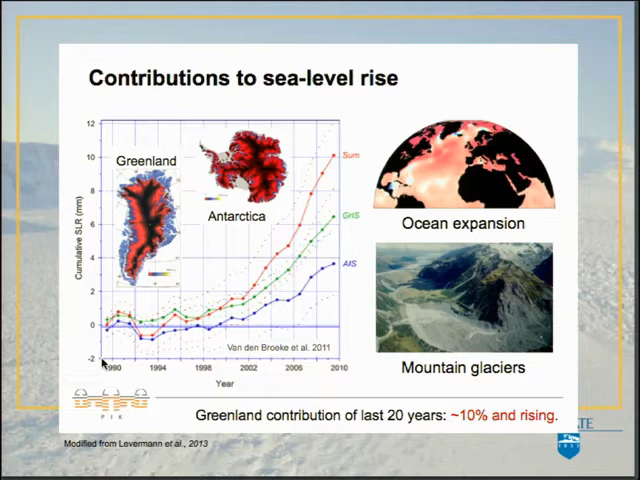 Contributions to sea-level rise
Cumulative SLR (mm)
12
10
8
6
4
2
0
-2
Greenland
Antarctica
Sum
GrIS
AIS
Van den Broeke et al. 2011
1990
1994
1998
2002
2006
2010
Year
Ocean expansion
Mountain glaciers
P I K
Greenland contribution of last 20 years: ~10% and rising.
Modified from Levermann et al., 2013
ATE